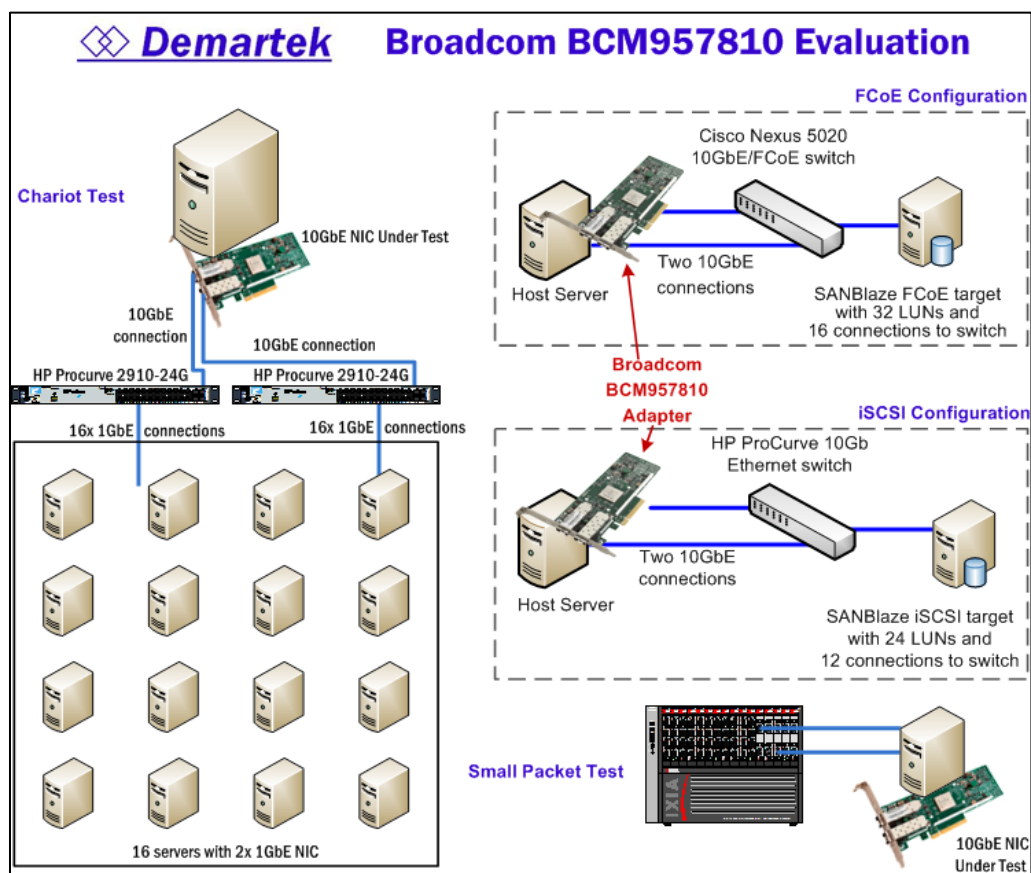 Demartek Broadcom BCM957810 Evaluation
Chariot Test
10GbE NIC Under Test
10GbE
connection
10GbE connection
HP Procurve 2910-24G
HP Procurve 2910-24G
16x 1GbE connections
16x 1GbE connections
16 servers with 2x 1GbE NIC
FCoE Configuration
Cisco Nexus 5020
10GbE/FCoE switch
Host Server
Two 10GbE
connections
SANBlaze FCoE target
with 32 LUNs and
16 connections to switch
Broadcom
BCM957810
Adapter
iSCSI Configuration
HP ProCurve 10Gb
Ethernet switch
Host Server
Two 10GbE
connections
SANBlaze iSCSI target
with 24 LUNs and
12 connections to switch
Small Packet Test
IXIA
10GbE NIC
Under Test